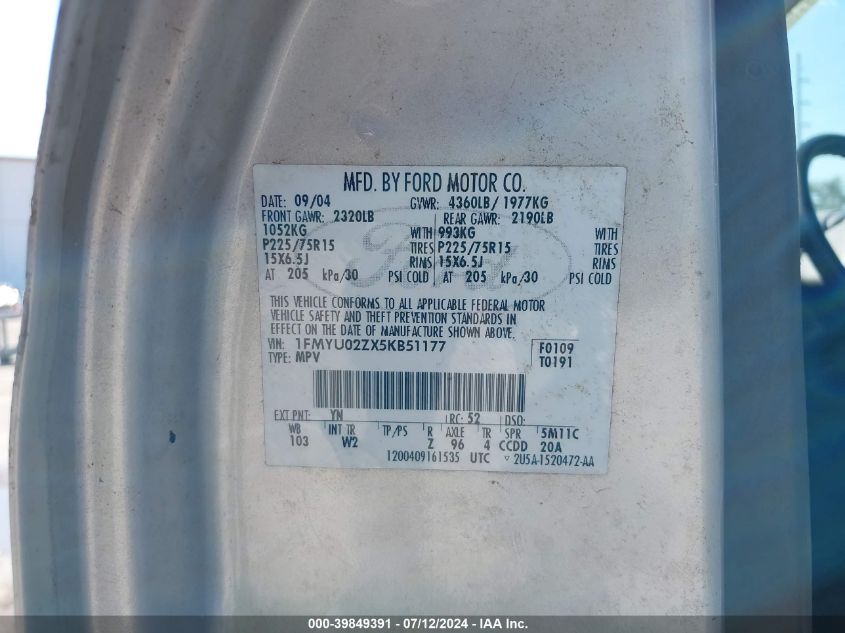 MFD. BY FORD MOTOR CO.
DATE: 09/04 GVWR: 4360LB/ 1977KG
FRONT GAWR: 2320LB REAR GAWR: 2190LB
1052KG WITH 993KG WITH
P225/75R15 TIRES P225/75R15 TIRES
15X6.5J RIMS 15X6.5J RIMS
AT 205 kPa/30 PSI COLD AT 205 kPa/30 PSI COLD
Ford
THIS VEHICLE CONFORMS TO ALL APPLICABLE FEDERAL MOTOR
VEHICLE SAFETY AND THEFT PREVENTION STANDARDS IN
EFFECT ON THE DATE OF MANUFACTURE SHOWN ABOVE.
VIN: 1FMYU02ZX5KB51177 F0109
TYPE: MPV T0191
EXT PNT: YN RC: 52 DSO:
WB INT TR TP/PS R AXLE TR SPR 5M11C
103 W2 Z 96 4 CCDD 20A
1200409161535 UTC ▽ 2U5A-1520472-AA
000-39849391 - 07/12/2024 - IAA Inc.